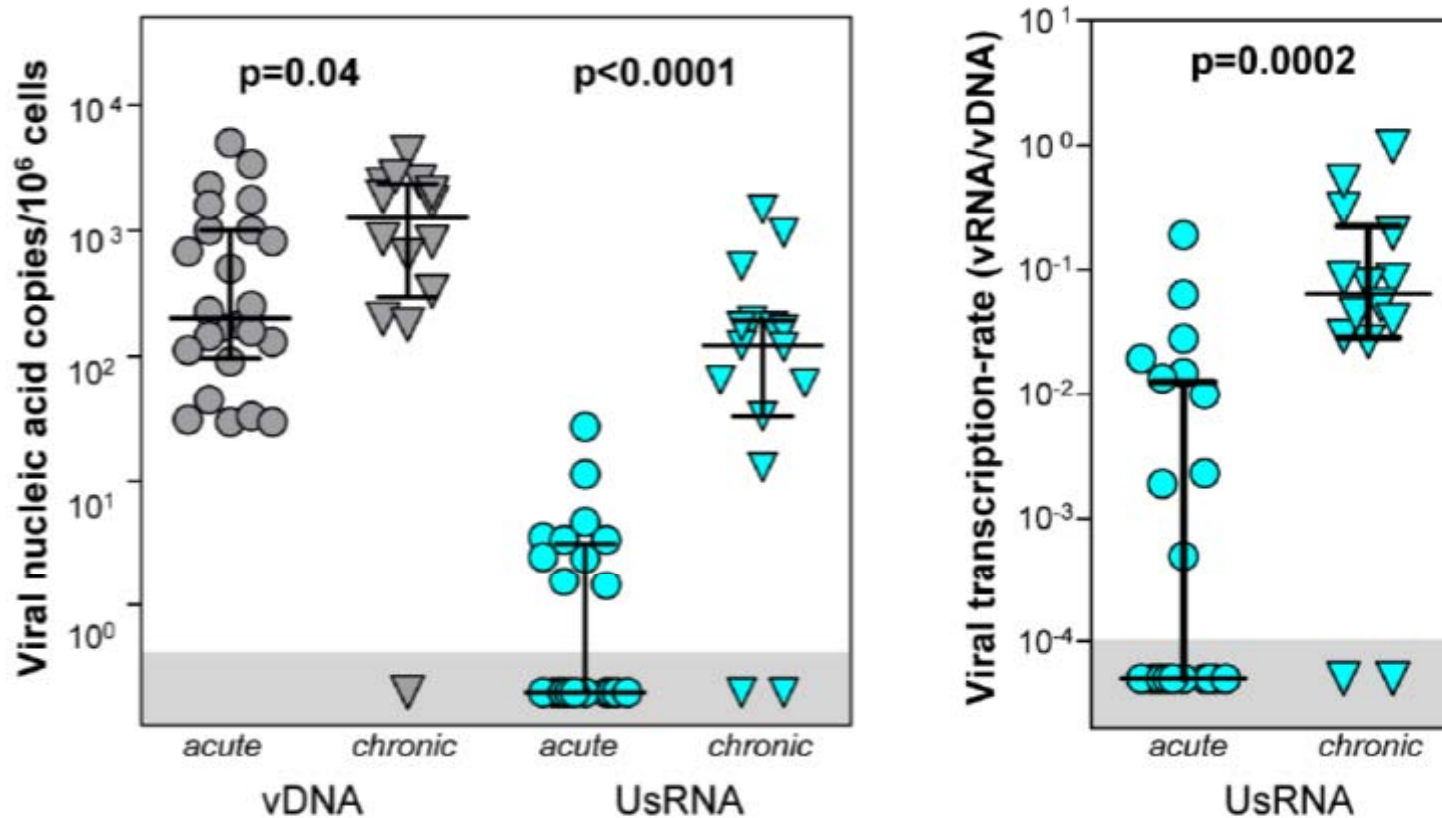 Viral nucleic acid copies/10⁶ cells
p=0.04
p<0.0001
10⁴
10³
10²
10¹
10⁰
acute
chronic
acute
chronic
vDNA
UsRNA
Viral transcription-rate (vRNA/vDNA)
p=0.0002
10¹
10⁰
10⁻¹
10⁻²
10⁻³
10⁻⁴
acute
chronic
UsRNA